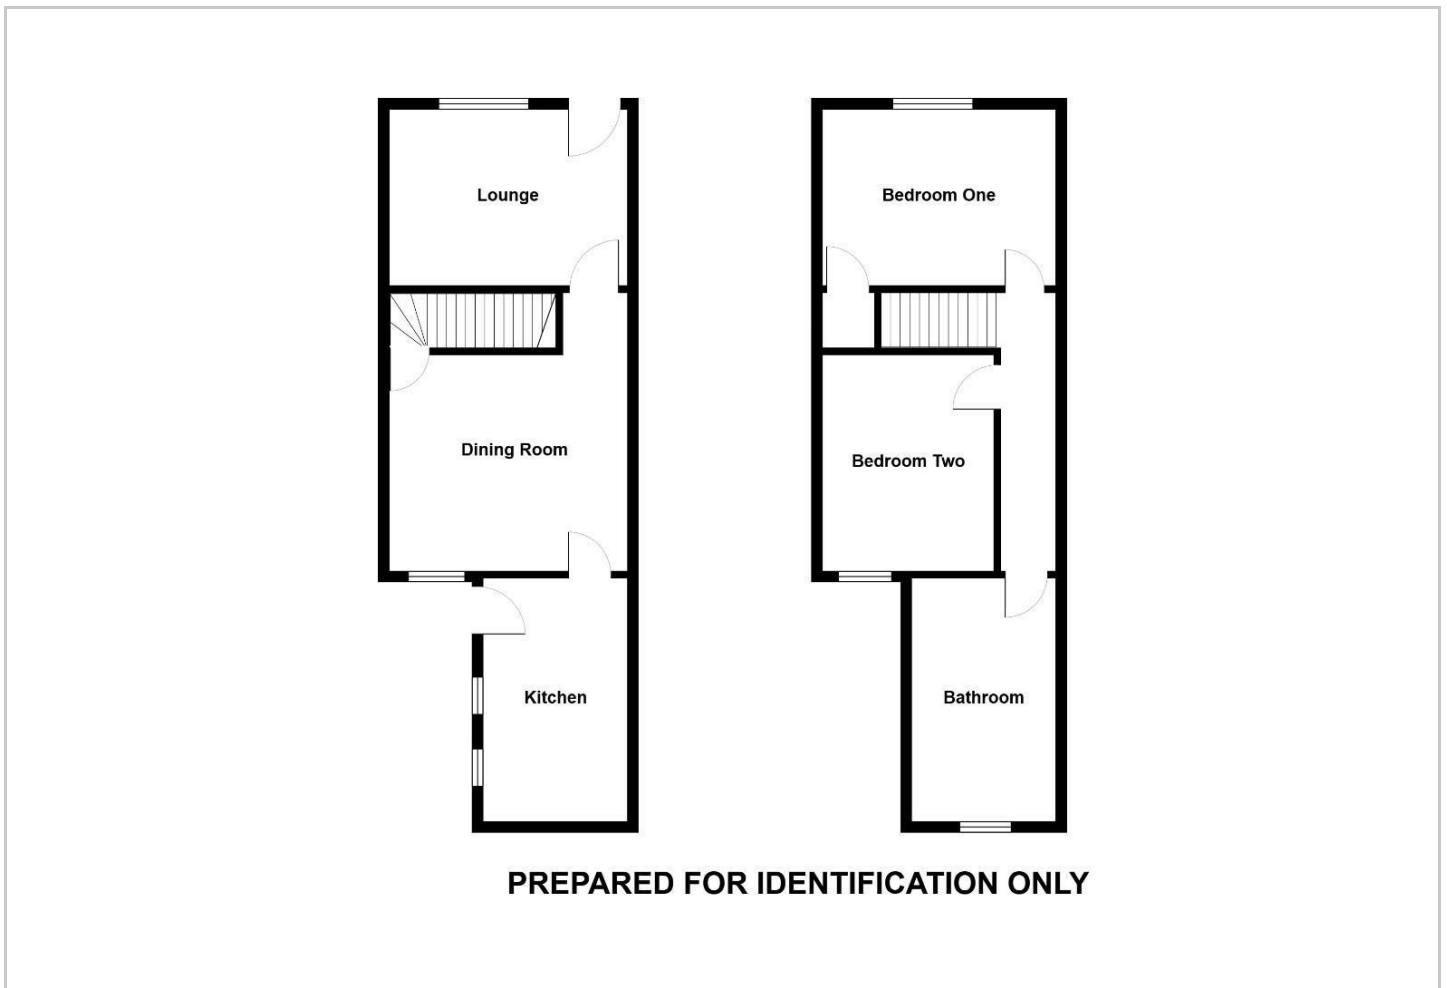 Lounge
Bedroom One
Dining Room
Bedroom Two
Kitchen
Bathroom
PREPARED FOR IDENTIFICATION ONLY